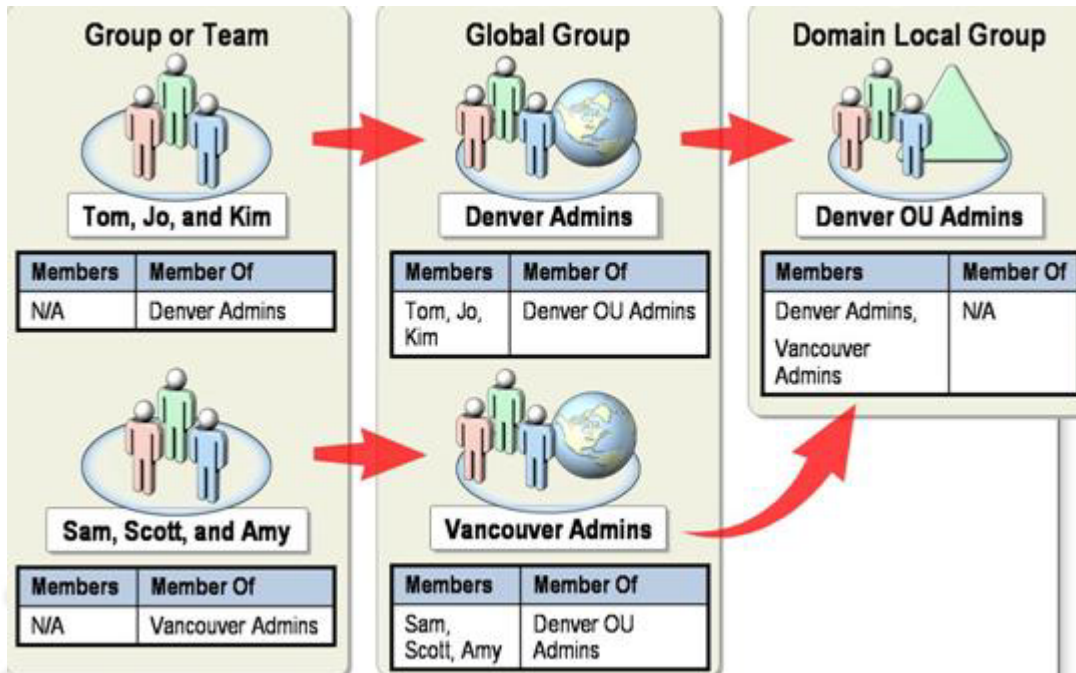 Group or Team
Tom, Jo, and Kim
Members Member Of
N/A Denver Admins
Sam, Scott, and Amy
Members Member Of
N/A Vancouver Admins
Global Group
Denver Admins
Members Member Of
Tom, Jo, Denver OU Admins
Kim
Vancouver Admins
Members Member Of
Sam, Denver OU
Scott, Amy Admins
Domain Local Group
Denver OU Admins
Members Member Of
Denver Admins, N/A
Vancouver
Admins